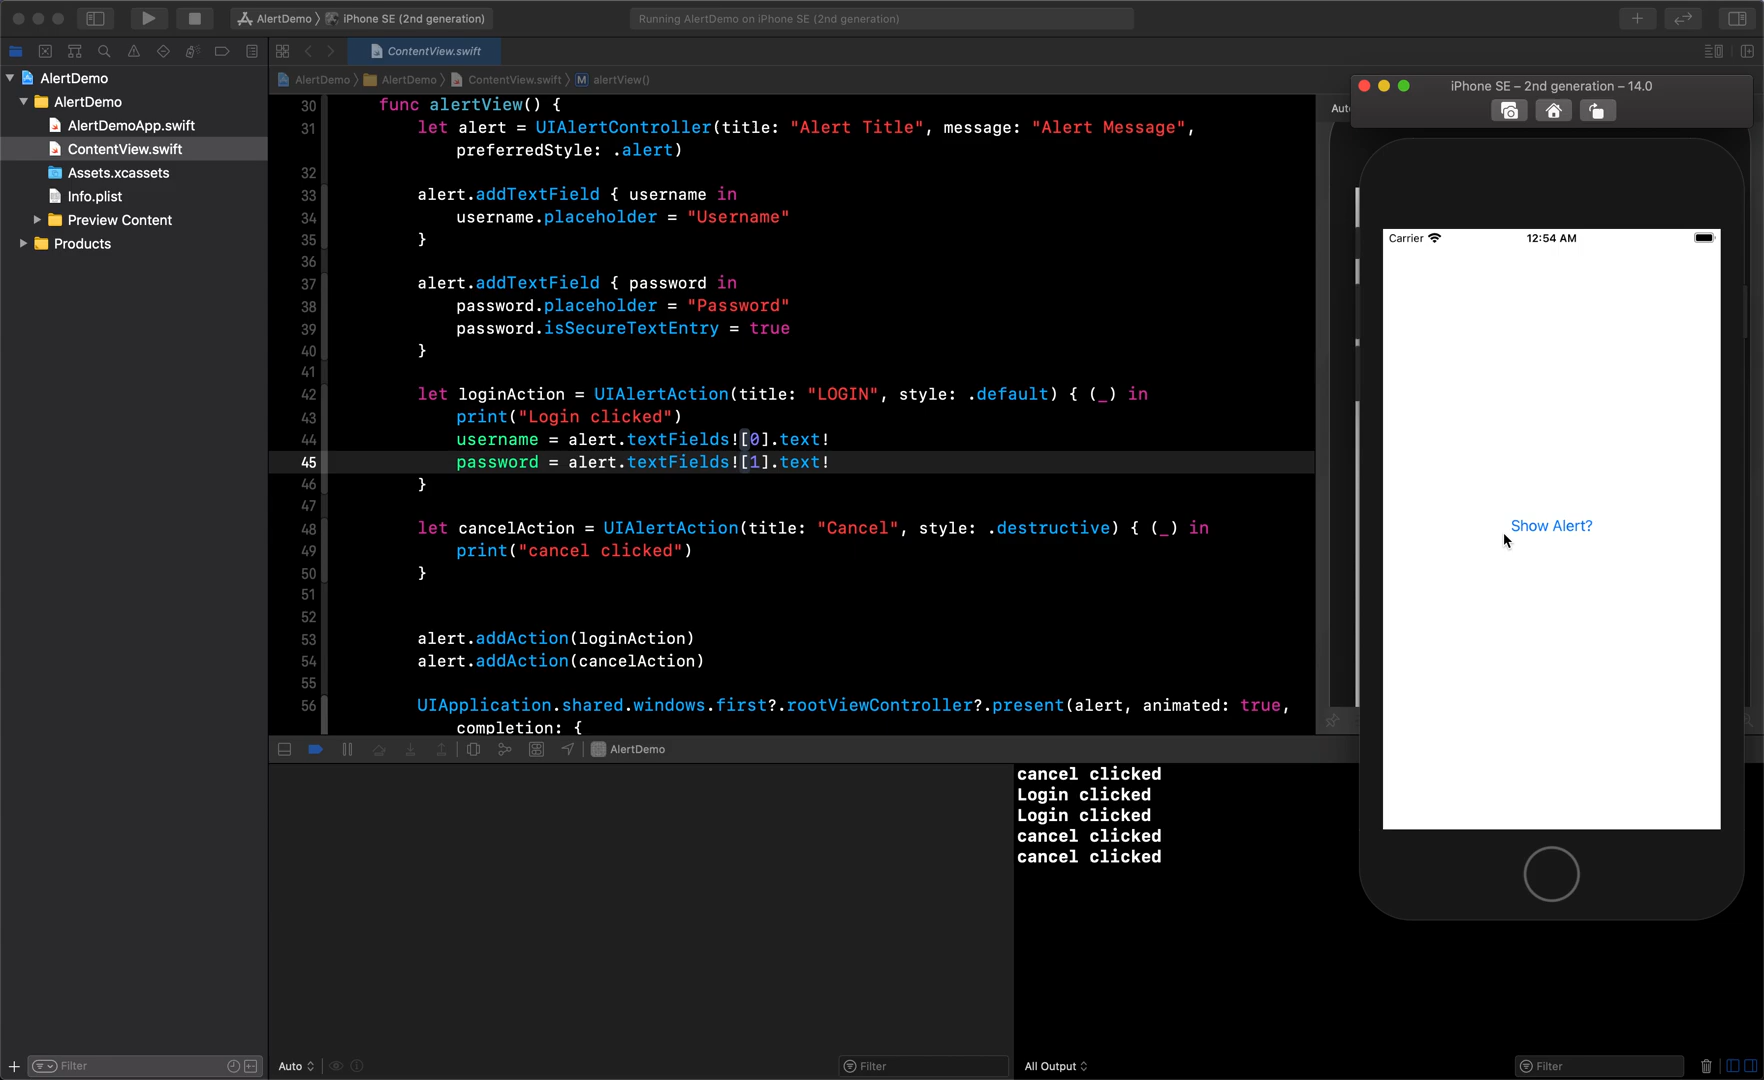 AlertDemo 〉 iPhone SE (2nd generation)
Running AlertDemo on iPhone SE (2nd generation)
ContentView.swift
AlertDemo 〉 AlertDemo 〉 ContentView.swift 〉 M alertView()
AlertDemo
AlertDemo
AlertDemoApp.swift
ContentView.swift
Assets.xcassets
Info.plist
Preview Content
Products
30 func alertView() {
31 let alert = UIAlertController(title: "Alert Title", message: "Alert Message",
preferredStyle: .alert)
32
33 alert.addTextField { username in
34 username.placeholder = "Username"
35 }
36
37 alert.addTextField { password in
38 password.placeholder = "Password"
39 password.isSecureTextEntry = true
40 }
41
42 let loginAction = UIAlertAction(title: "LOGIN", style: .default) { (_) in
43 print("Login clicked")
44 username = alert.textFields![0].text!
45 password = alert.textFields![1].text!
46 }
47
48 let cancelAction = UIAlertAction(title: "Cancel", style: .destructive) { (_) in
49 print("cancel clicked")
50 }
51
52
53 alert.addAction(loginAction)
54 alert.addAction(cancelAction)
55
56 UIApplication.shared.windows.first?.rootViewController?.present(alert, animated: true,
completion: {
AlertDemo
cancel clicked
Login clicked
Login clicked
cancel clicked
cancel clicked
Filter
Auto
Filter
All Output
Filter
iPhone SE – 2nd generation – 14.0
Carrier 12:54 AM
Show Alert?